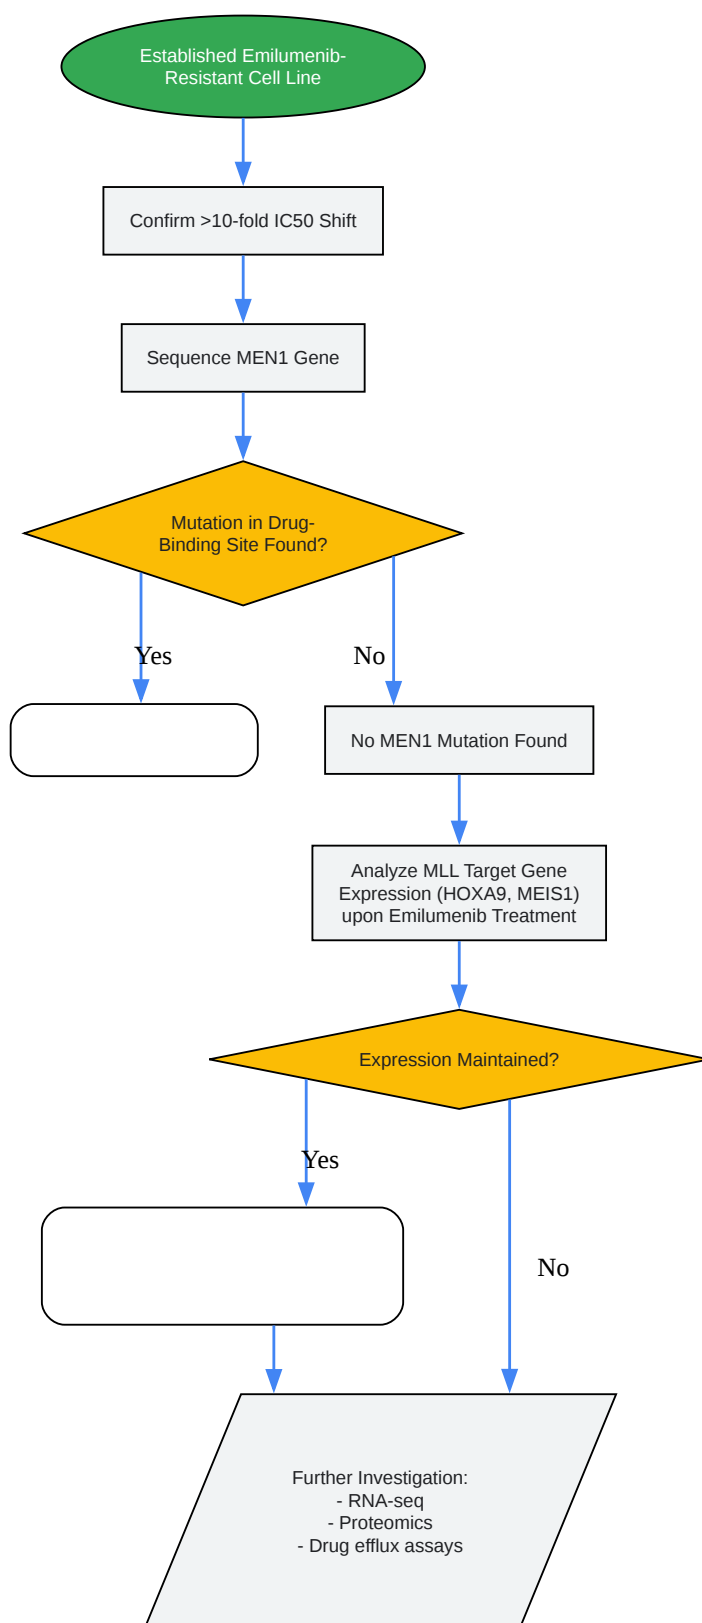 Established Emilumenib-
Resistant Cell Line
Confirm >10-fold IC50 Shift
Sequence MEN1 Gene
Mutation in Drug-
Binding Site Found?
Yes
No
No MEN1 Mutation Found
Analyze MLL Target Gene
Expression (HOXA9, MEIS1)
upon Emilumenib Treatment
Expression Maintained?
Yes
No
Further Investigation:
- RNA-seq
- Proteomics
- Drug efflux assays